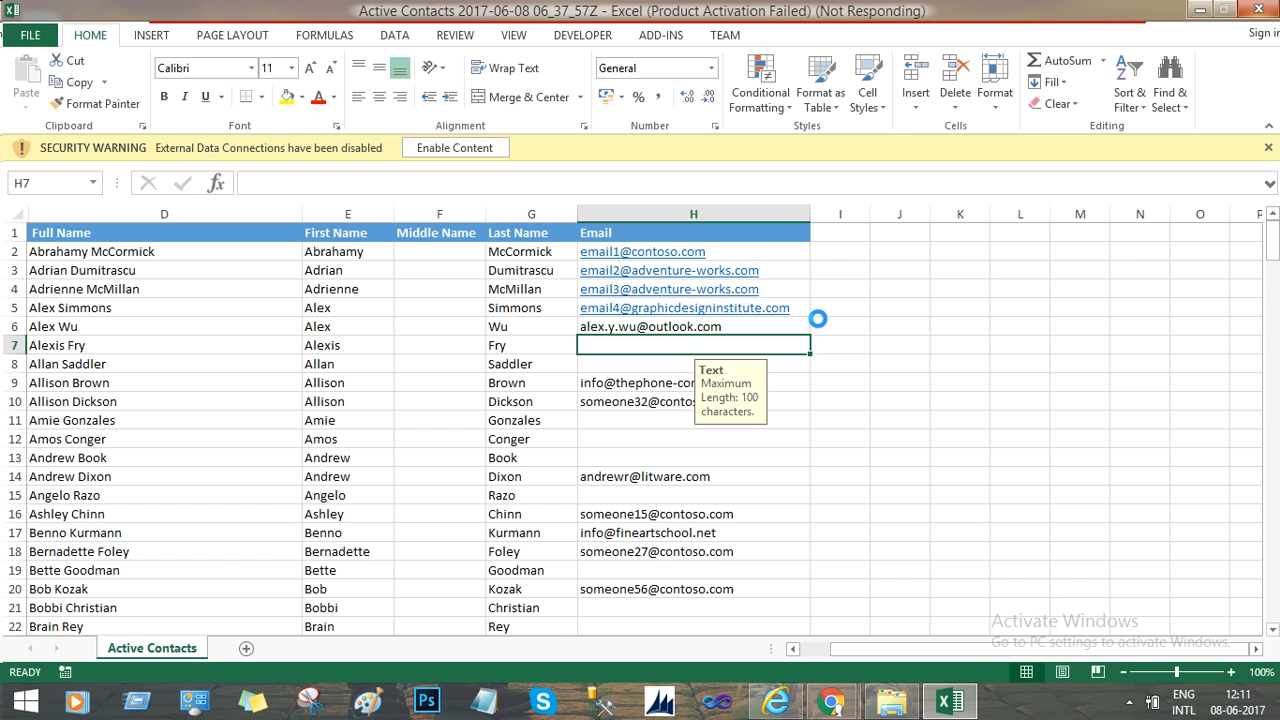 Active Contacts 2017-06-08 06_37_57Z - Excel (Product Activation Failed) (Not Responding)
FILE HOME INSERT PAGE LAYOUT FORMULAS DATA REVIEW VIEW DEVELOPER ADD-INS TEAM Sign in
Paste
Cut
Copy
Format Painter
Clipboard
Calibri 11
B I U
Font
Wrap Text
Merge & Center
Alignment
General
Number
Conditional Formatting
Format as Table
Cell Styles
Styles
Insert Delete Format
Cells
AutoSum
Fill
Clear
Sort & Filter
Find & Select
Editing
SECURITY WARNING External Data Connections have been disabled Enable Content
H7 fx
D E F G H I J K L M N O P
1 Full Name First Name Middle Name Last Name Email
2 Abrahamy McCormick Abrahamy McCormick email1@contoso.com
3 Adrian Dumitrascu Adrian Dumitrascu email2@adventure-works.com
4 Adrienne McMillan Adrienne McMillan email3@adventure-works.com
5 Alex Simmons Alex Simmons email4@graphicdesigninstitute.com
6 Alex Wu Alex Wu alex.y.wu@outlook.com
7 Alexis Fry Alexis Fry
8 Allan Saddler Allan Saddler
9 Allison Brown Allison Brown info@thephone-cor
10 Allison Dickson Allison Dickson someone32@contos
11 Amie Gonzales Amie Gonzales
12 Amos Conger Amos Conger
13 Andrew Book Andrew Book
14 Andrew Dixon Andrew Dixon andrewr@litware.com
15 Angelo Razo Angelo Razo
16 Ashley Chinn Ashley Chinn someone15@contoso.com
17 Benno Kurmann Benno Kurmann info@fineartschool.net
18 Bernadette Foley Bernadette Foley someone27@contoso.com
19 Bette Goodman Bette Goodman
20 Bob Kozak Bob Kozak someone56@contoso.com
21 Bobbi Christian Bobbi Christian
22 Brain Rey Brain Rey
Text
Maximum
Length: 100
characters.
Activate Windows
Go to PC settings to activate Windows.
Active Contacts
READY 100%
ENG 12:11
INTL 08-06-2017